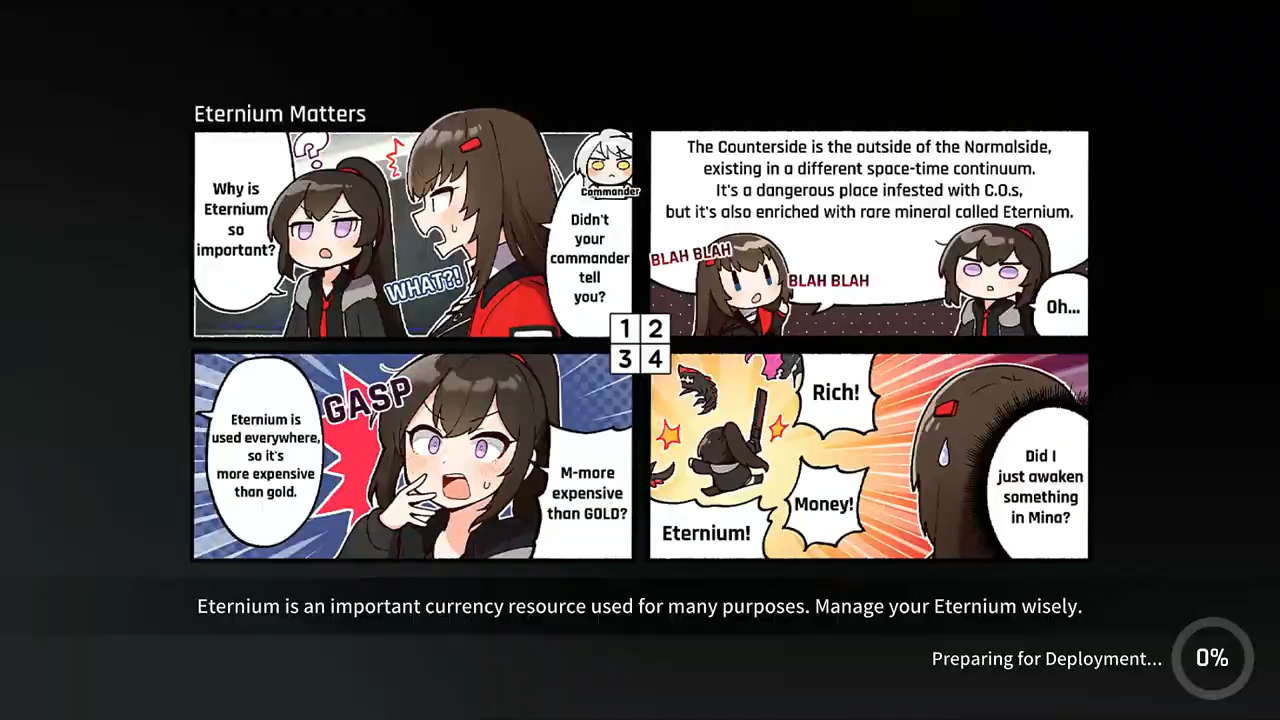 Eternium Matters
Why is
Eternium
so
important?
?
WHAT?!
Commander
Didn't
your
commander
tell
you?
The Counterside is the outside of the Normalside,
existing in a different space-time continuum.
It's a dangerous place infested with C.O.s,
but it's also enriched with rare mineral called Eternium.
BLAH BLAH
BLAH BLAH
Oh...
1 2
3 4
Eternium is
used everywhere,
so it's
more expensive
than gold.
GASP
M-more
expensive
than GOLD?
Rich!
Money!
Eternium!
Did I
just awaken
something
in Mina?
Eternium is an important currency resource used for many purposes. Manage your Eternium wisely.
Preparing for Deployment...
0%